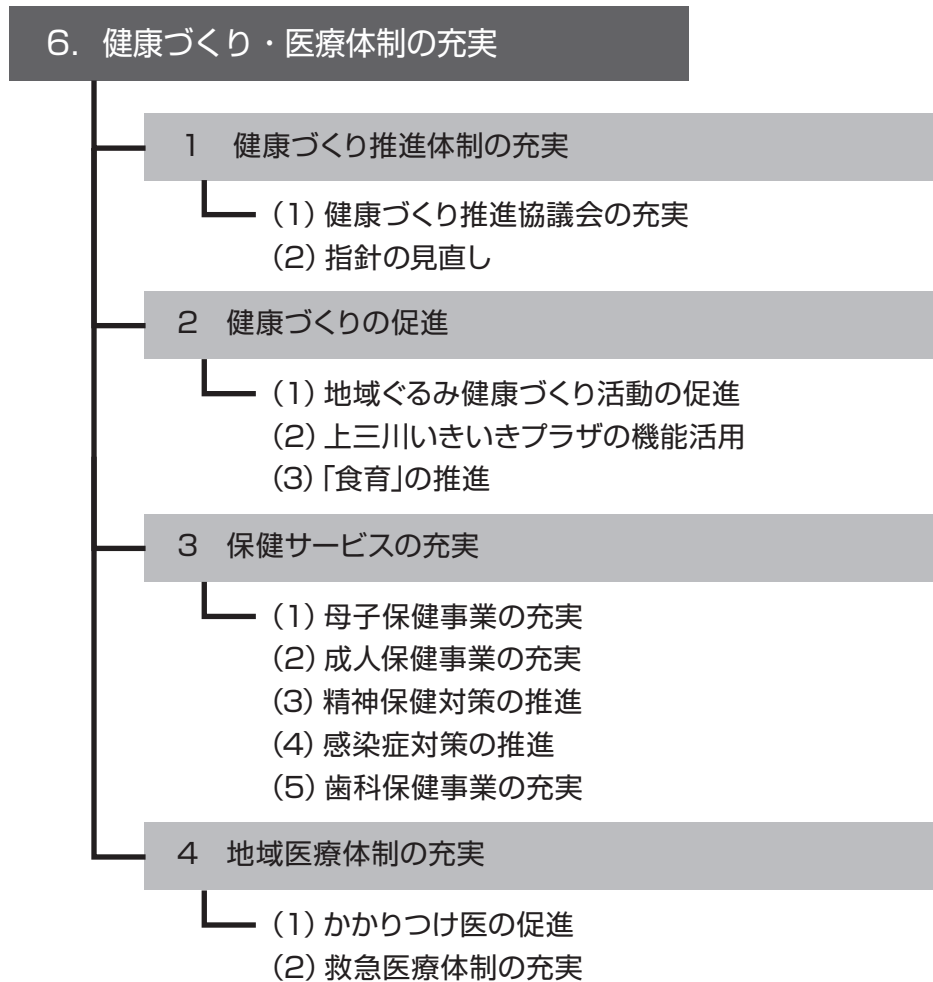 6. 健康づくり・医療体制の充実
1 健康づくり推進体制の充実
(1) 健康づくり推進協議会の充実
(2) 指針の見直し
2 健康づくりの促進
(1) 地域ぐるみ健康づくり活動の促進
(2) 上三川いきいきプラザの機能活用
(3) 「食育」の推進
3 保健サービスの充実
(1) 母子保健事業の充実
(2) 成人保健事業の充実
(3) 精神保健対策の推進
(4) 感染症対策の推進
(5) 歯科保健事業の充実
4 地域医療体制の充実
(1) かかりつけ医の促進
(2) 救急医療体制の充実